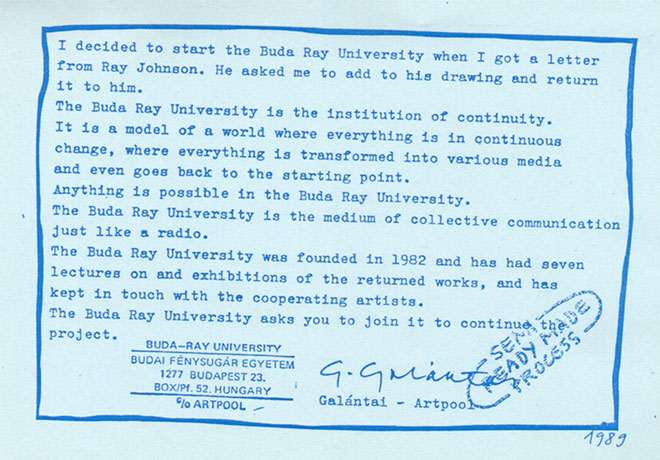 I decided to start the Buda Ray University when I got a letter
from Ray Johnson. He asked me to add to his drawing and return
it to him.
The Buda Ray University is the institution of continuity.
It is a model of a world where everything is in continuous
change, where everything is transformed into various media
and even goes back to the starting point.
Anything is possible in the Buda Ray University.
The Buda Ray University is the medium of collective communication
just like a radio.
The Buda Ray University was founded in 1982 and has had seven
lectures on and exhibitions of the returned works, and has
kept in touch with the cooperating artists.
The Buda Ray University asks you to join it to continue the
project.
BUDA–RAY UNIVERSITY
BUDAI FÉNYSUGÁR EGYETEM
1277 BUDAPEST 23.
BOX/Pf. 52. HUNGARY
c/o ARTPOOL
G. Galántai
Galántai - Artpool
SEMI
READY MADE
PROCESS
1989